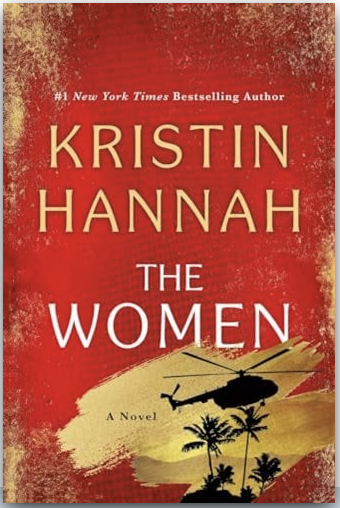 #1 New York Times Bestselling Author
KRISTIN
HANNAH
THE
WOMEN
A Novel